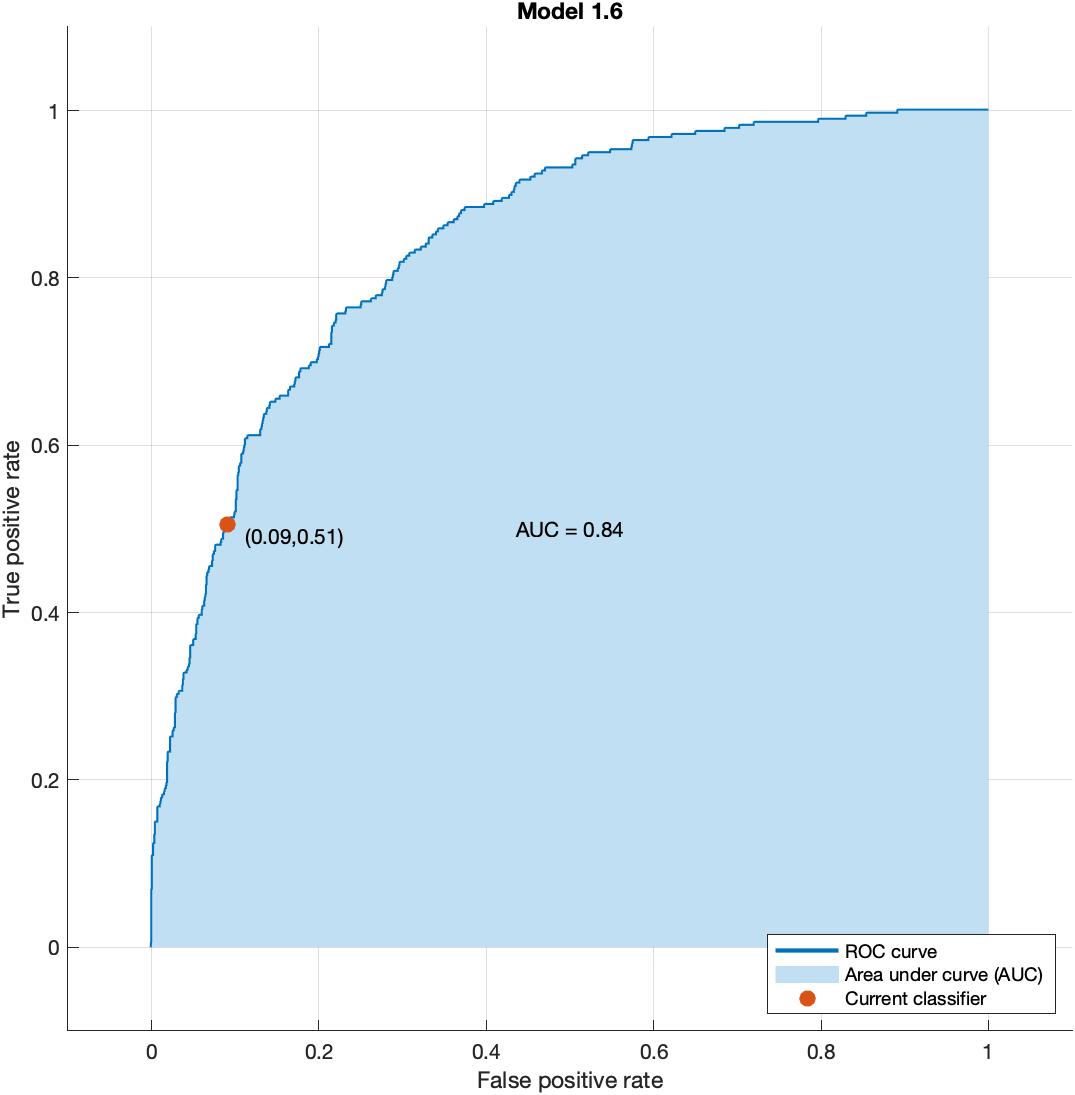 Model 1.6
True positive rate
1
0.8
0.6
0.4
0.2
0
(0.09,0.51)
AUC = 0.84
ROC curve
Area under curve (AUC)
Current classifier
0 0.2 0.4 0.6 0.8 1
False positive rate